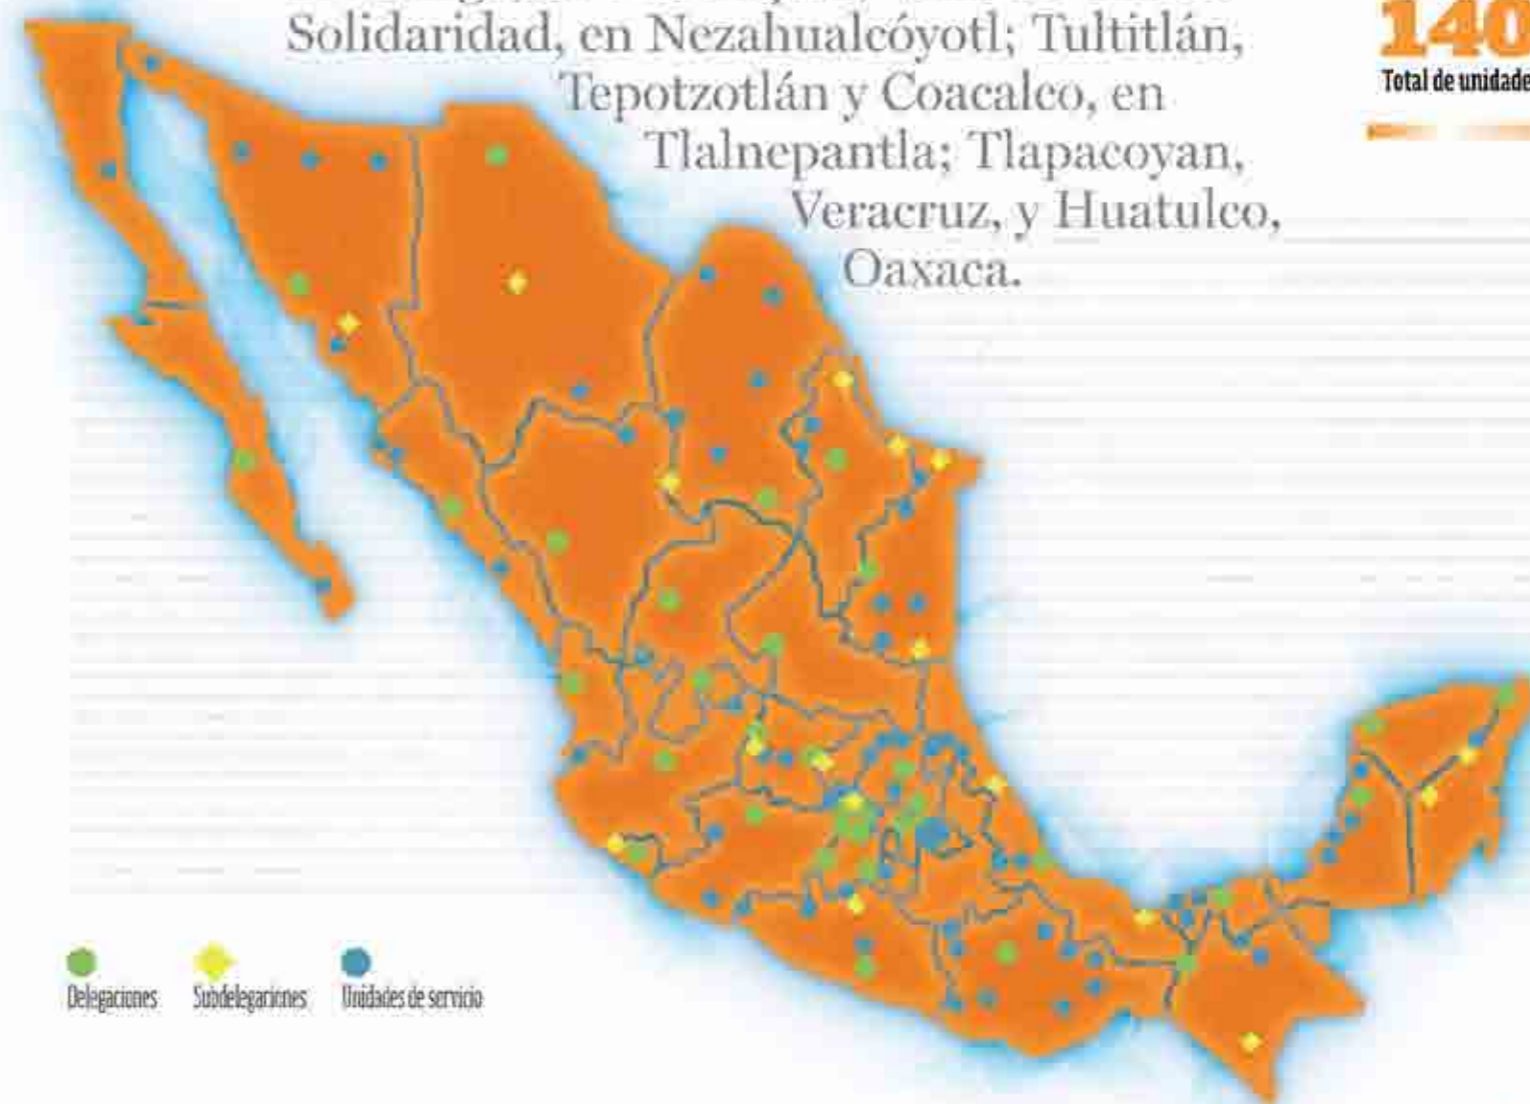 Solidaridad, en Nezahualcóyotl; Tultitlán,
Tepotzotlán y Coacalco, en
Tlalnepantla; Tlapacoyan,
Veracruz, y Huatulco,
Oaxaca.
140
Total de unidade
Delegaciones
Subdelegaciones
Unidades de servicio